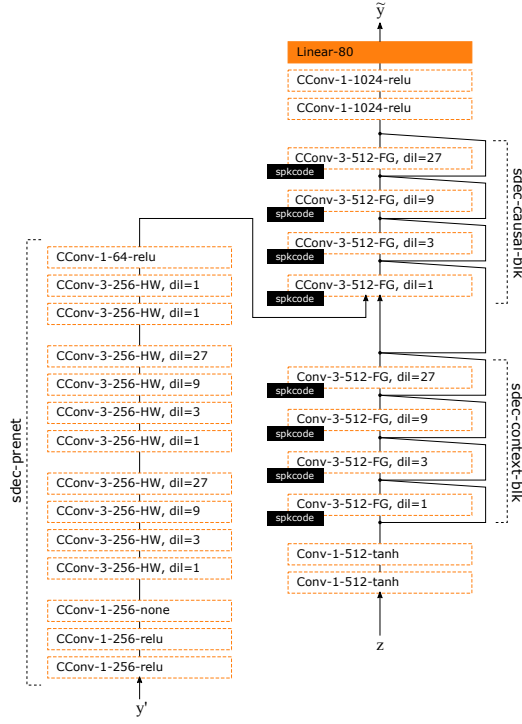 ỹ
Linear-80
CConv-1-1024-relu
CConv-1-1024-relu
CConv-3-512-FG, dil=27
spkcode
CConv-3-512-FG, dil=9
spkcode
CConv-3-512-FG, dil=3
spkcode
CConv-3-512-FG, dil=1
spkcode
sdec-causal-blk
Conv-3-512-FG, dil=27
spkcode
Conv-3-512-FG, dil=9
spkcode
Conv-3-512-FG, dil=3
spkcode
Conv-3-512-FG, dil=1
spkcode
sdec-context-blk
Conv-1-512-tanh
Conv-1-512-tanh
z
sdec-prenet
CConv-1-64-relu
CConv-3-256-HW, dil=1
CConv-3-256-HW, dil=1
CConv-3-256-HW, dil=27
CConv-3-256-HW, dil=9
CConv-3-256-HW, dil=3
CConv-3-256-HW, dil=1
CConv-3-256-HW, dil=27
CConv-3-256-HW, dil=9
CConv-3-256-HW, dil=3
CConv-3-256-HW, dil=1
CConv-1-256-none
CConv-1-256-relu
CConv-1-256-relu
y'